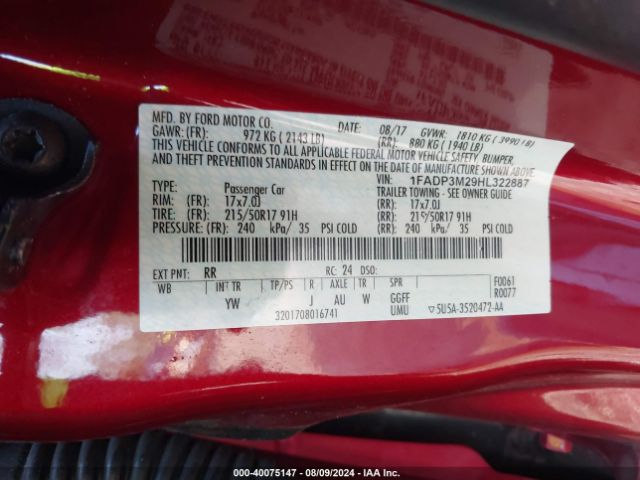 MFD. BY FORD MOTOR CO.
DATE: 08/17 GVWR: 1810 KG ( 3990 LB)
GAWR: (FR): 972 KG ( 2143 LB) (RR): 880 KG ( 1940 LB)
THIS VEHICLE CONFORMS TO ALL APPLICABLE FEDERAL MOTOR VEHICLE SAFETY, BUMPER,
AND THEFT PREVENTION STANDARDS IN EFFECT ON THE DATE OF MANUFACTURE SHOWN ABOVE.
VIN: 1FADP3M29HL322887
TYPE: Passenger Car TRAILER TOWING - SEE OWNER GUIDE
RIM: (FR): 17x7.0J (RR): 17x7.0J
TIRE: (FR): 215/50R17 91H (RR): 215/50R17 91H
PRESSURE: (FR): 240 kPa/ 35 PSI COLD (RR): 240 kPa/ 35 PSI COLD
EXT PNT: RR RC: 24 DSO:
WB INT TR TP/PS R AXLE TR SPR
YW J AU W GGFF
UMU
F0061
R0077
3201708016741
5USA-3520472-AA
000-40075147 - 08/09/2024 - IAA Inc.